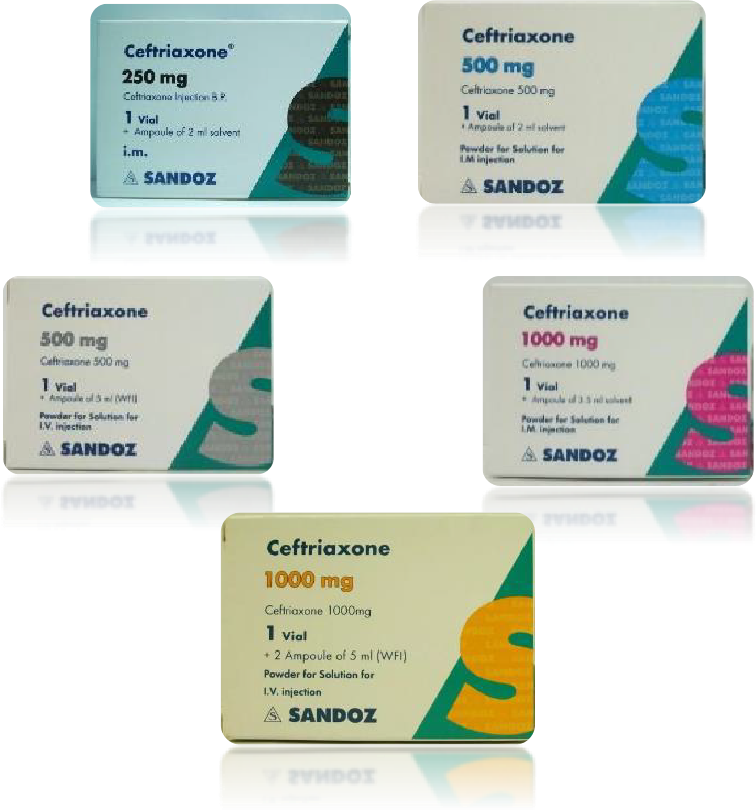 Ceftriaxone®
250 mg
Ceftriaxone Injection B.P.
1 Vial
+ Ampoule of 2 ml solvent
i.m.
SANDOZ
Ceftriaxone
500 mg
Ceftriaxone 500 mg
1 Vial
+ Ampoule of 2 ml solvent
Powder for Solution for
I.M injection
SANDOZ
Ceftriaxone
500 mg
Ceftriaxone 500 mg
1 Vial
+ Ampoule of 5 ml (WFI)
Powder for Solution for
I.V. injection
SANDOZ
Ceftriaxone
1000 mg
Ceftriaxone 1000 mg
1 Vial
+ Ampoule of 3.5 ml solvent
Powder for Solution for
I.M. injection
SANDOZ
Ceftriaxone
1000 mg
Ceftriaxone 1000mg
1 Vial
+ 2 Ampoule of 5 ml (WFI)
Powder for Solution for
I.V. injection
SANDOZ